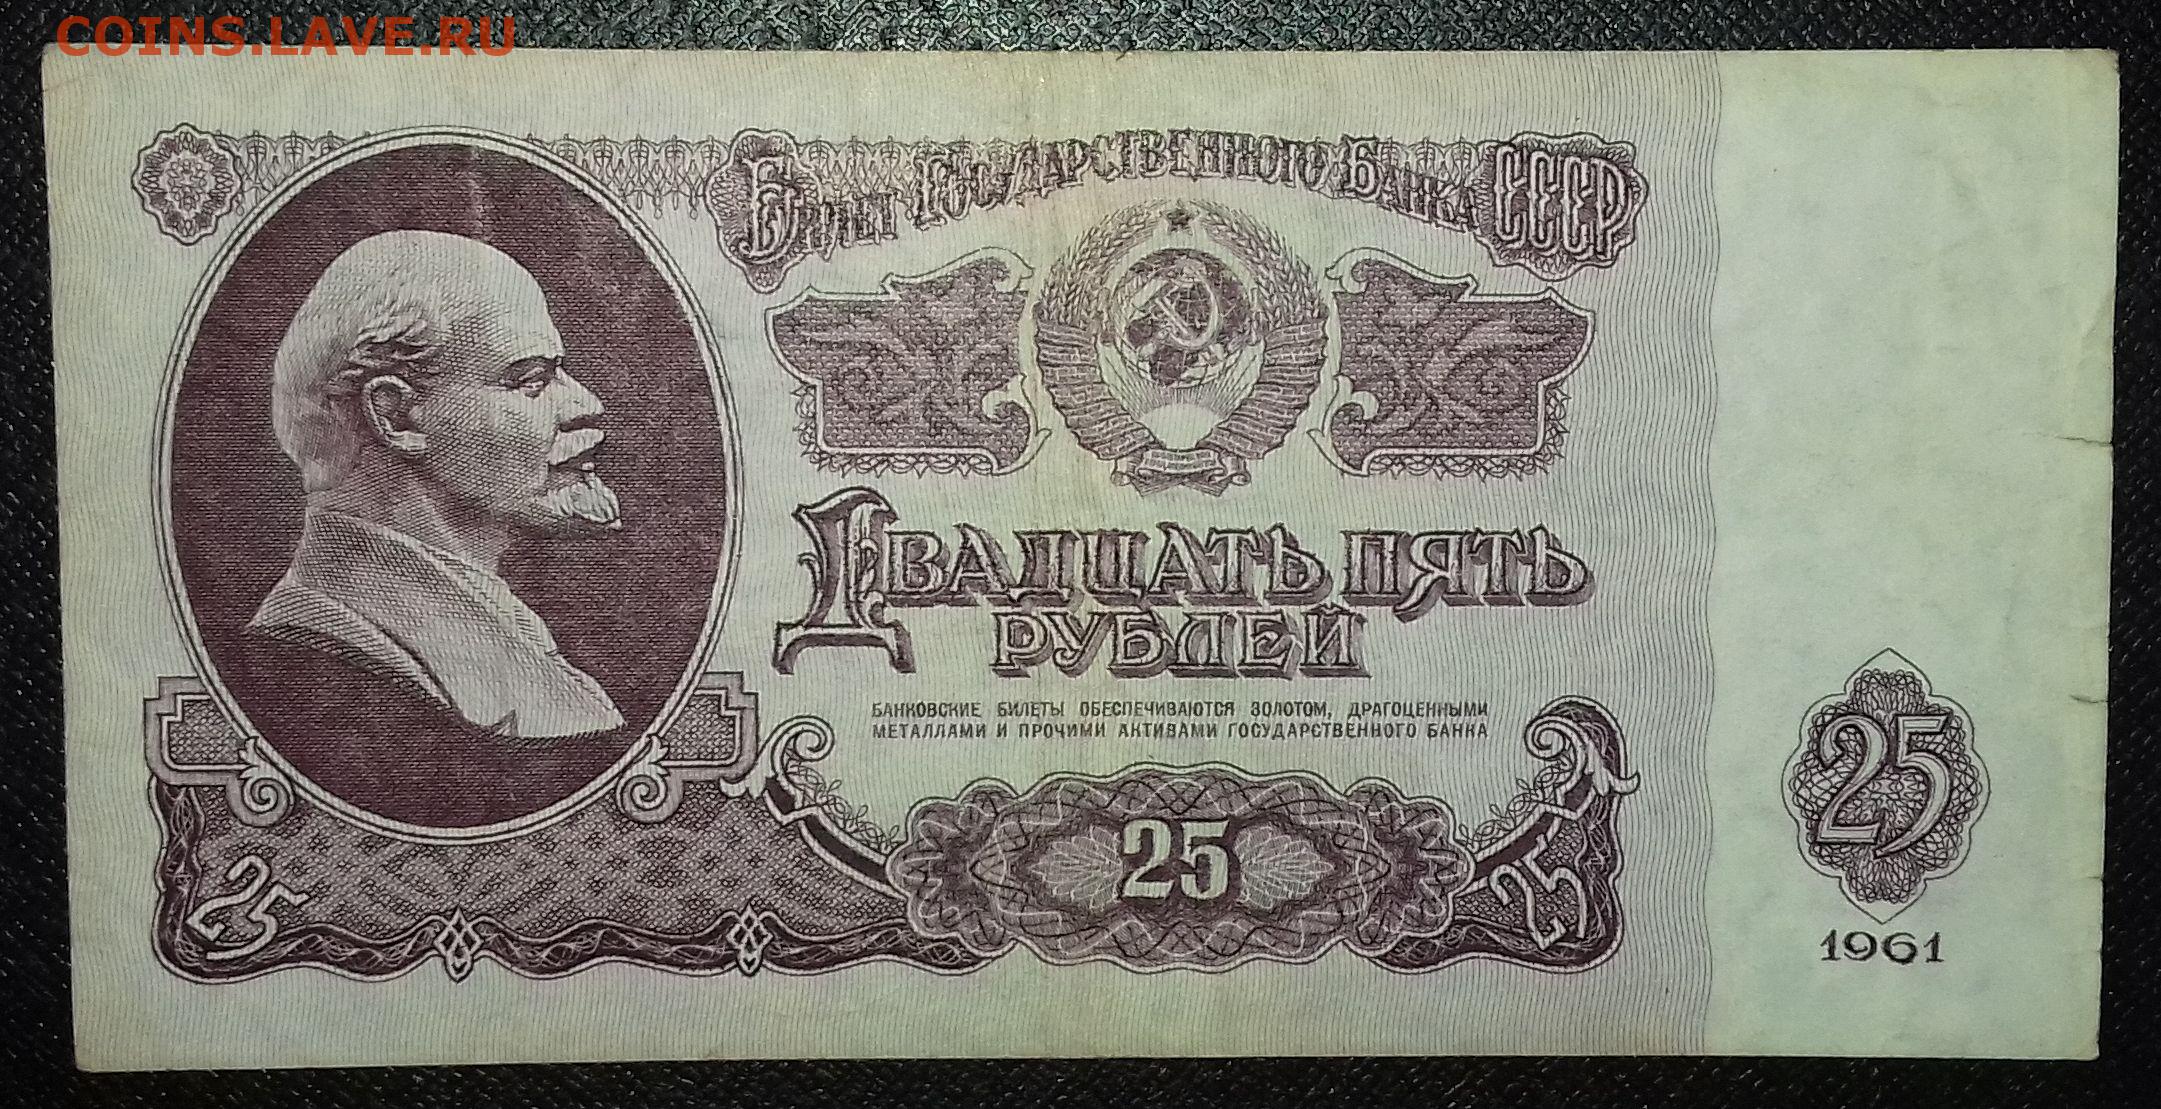 COINS.LAVE.RU
Билет Государственного Банка СССР
Двадцать пять
рублей
БАНКОВСКИЕ БИЛЕТЫ ОБЕСПЕЧИВАЮТСЯ ЗОЛОТОМ, ДРАГОЦЕННЫМИ
МЕТАЛЛАМИ И ПРОЧИМИ АКТИВАМИ ГОСУДАРСТВЕННОГО БАНКА
25
25
25
25
1961